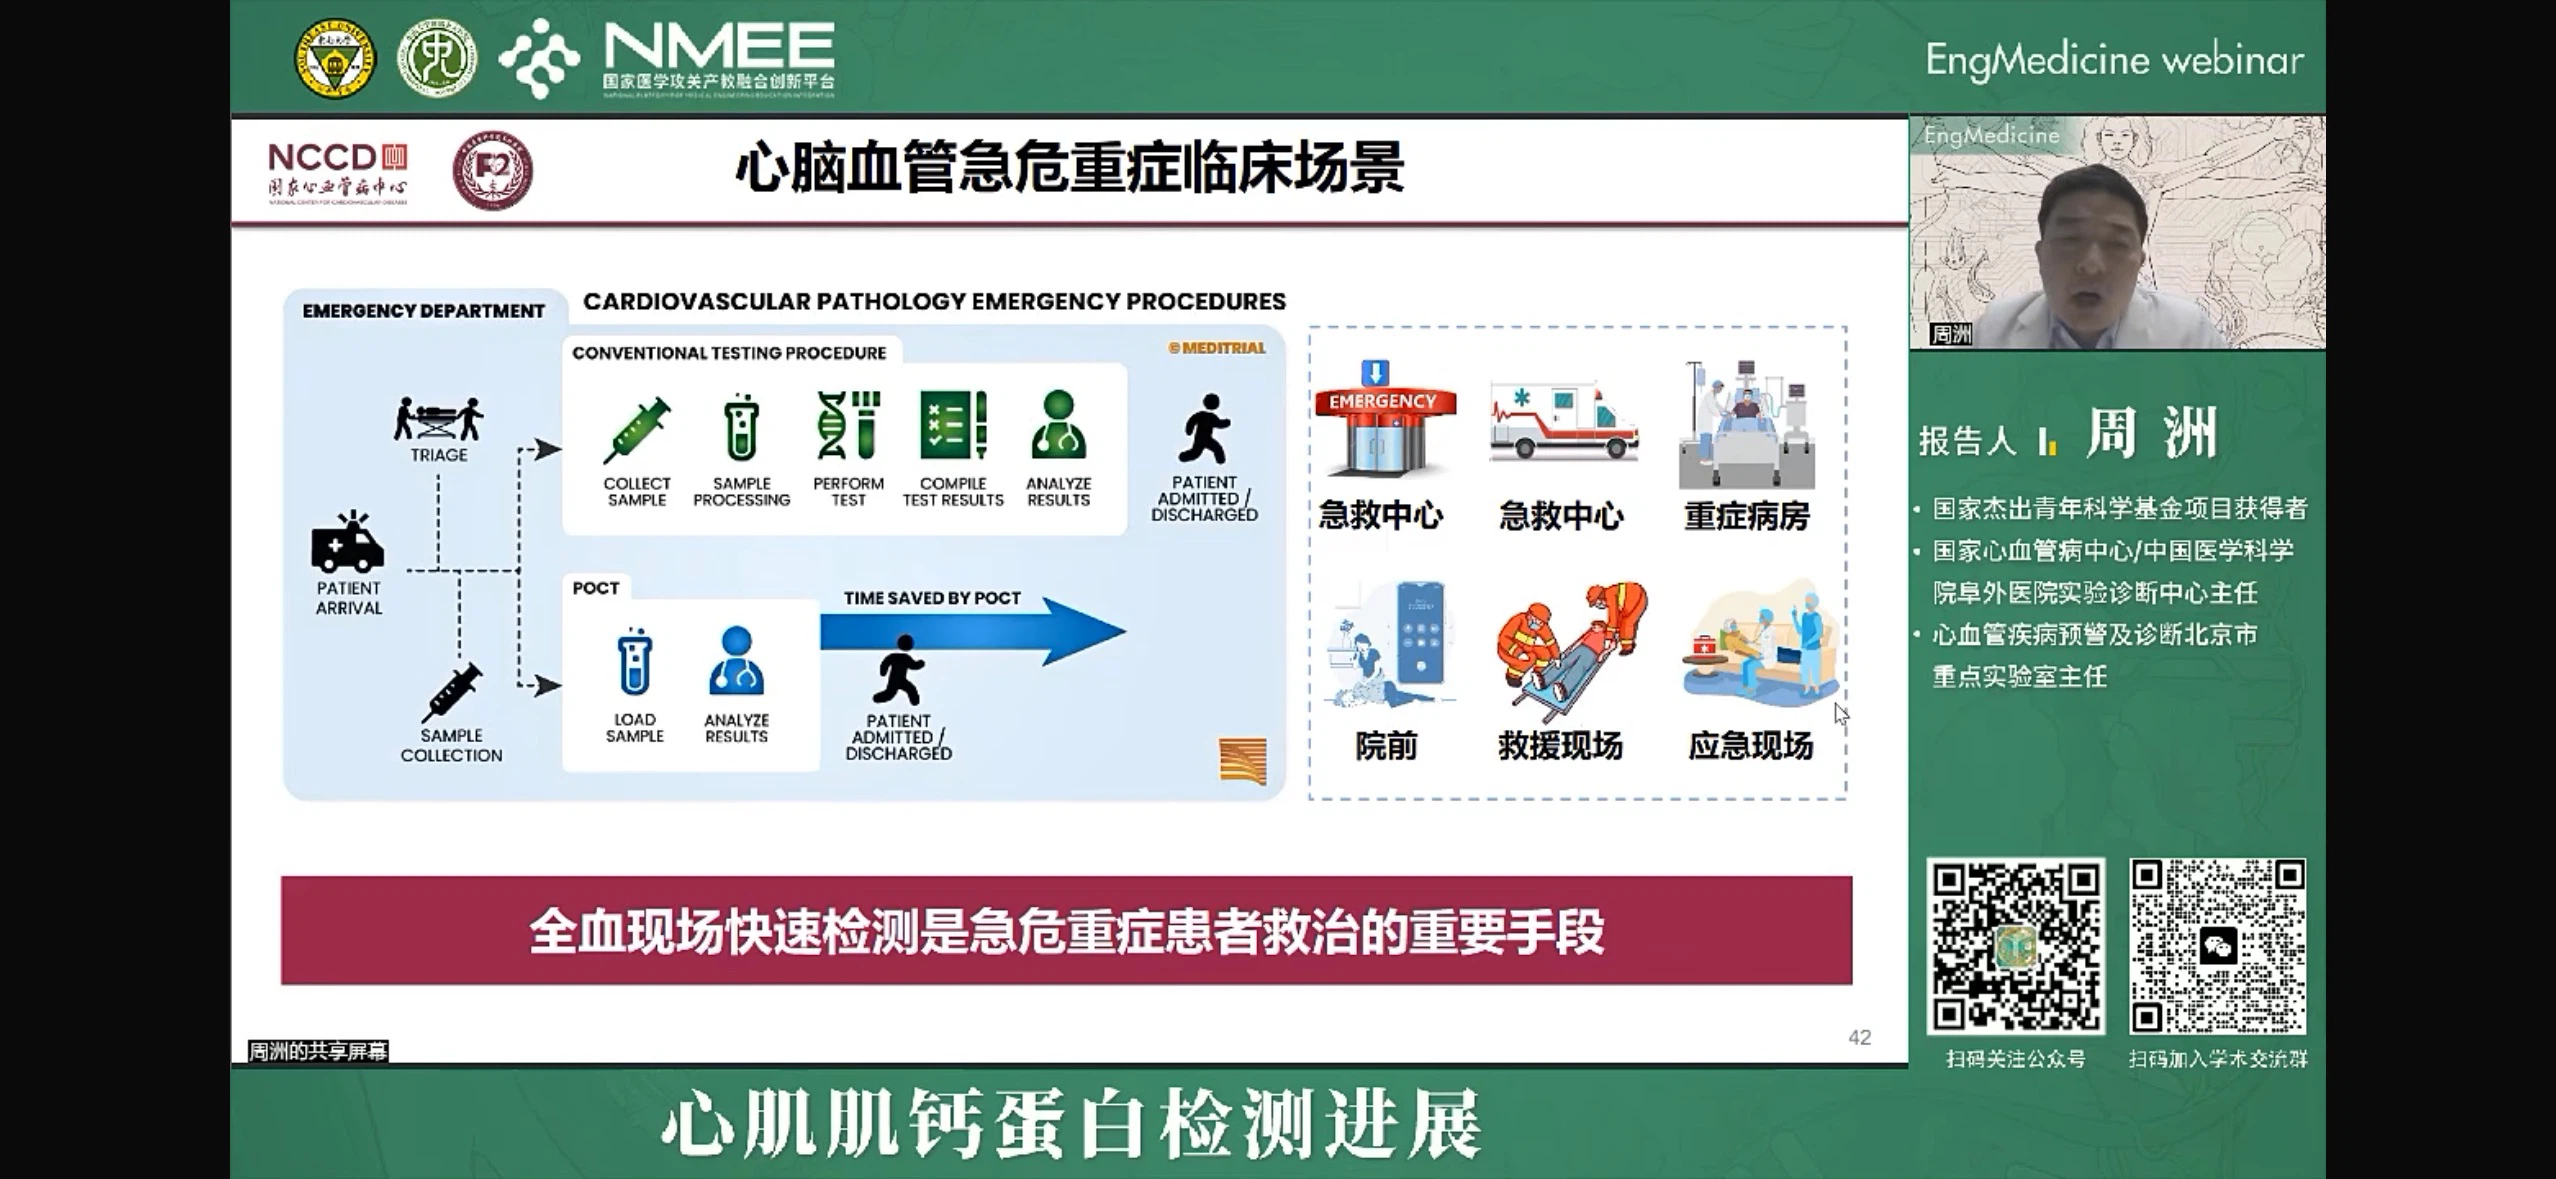 NMEE
国家医学攻关产教融合创新平台
EngMedicine webinar
NCCD
国家心血管病中心
NATIONAL CENTER FOR CARDIOVASCULAR DISEASES
心脑血管急危重症临床场景
EngMedicine
周洲
EMERGENCY DEPARTMENT
CARDIOVASCULAR PATHOLOGY EMERGENCY PROCEDURES
CONVENTIONAL TESTING PROCEDURE
© MEDITRIAL
TRIAGE
COLLECT
SAMPLE
SAMPLE
PROCESSING
PERFORM
TEST
COMPILE
TEST RESULTS
ANALYZE
RESULTS
PATIENT
ADMITTED /
DISCHARGED
PATIENT
ARRIVAL
POCT
TIME SAVED BY POCT
LOAD
SAMPLE
ANALYZE
RESULTS
PATIENT
ADMITTED /
DISCHARGED
SAMPLE
COLLECTION
EMERGENCY
急救中心
急救中心
重症病房
院前
救援现场
应急现场
全血现场快速检测是急危重症患者救治的重要手段
42
周洲的共享屏幕
报告人 周 洲
• 国家杰出青年科学基金项目获得者
• 国家心血管病中心/中国医学科学
院阜外医院实验诊断中心主任
• 心血管疾病预警及诊断北京市
重点实验室主任
扫码关注公众号
扫码加入学术交流群
心肌肌钙蛋白检测进展